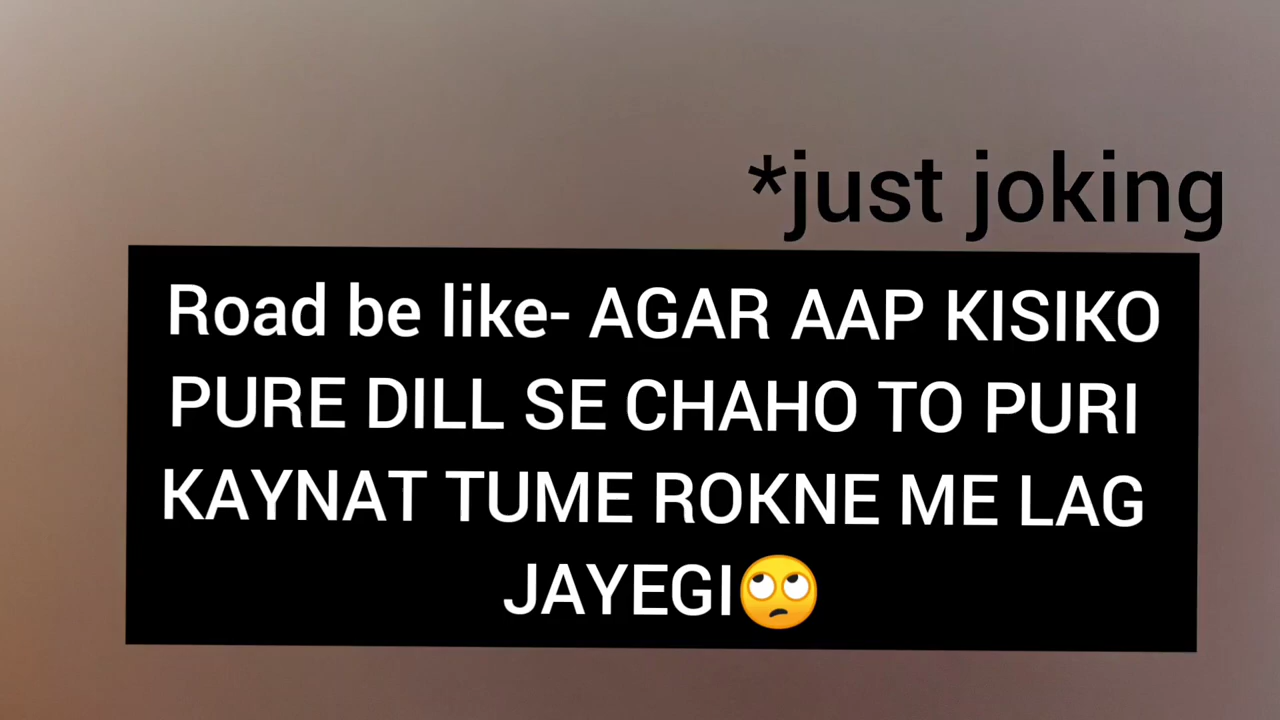 *just joking
Road be like- AGAR AAP KISIKO
PURE DILL SE CHAHO TO PURI
KAYNAT TUME ROKNE ME LAG
JAYEGI🙄